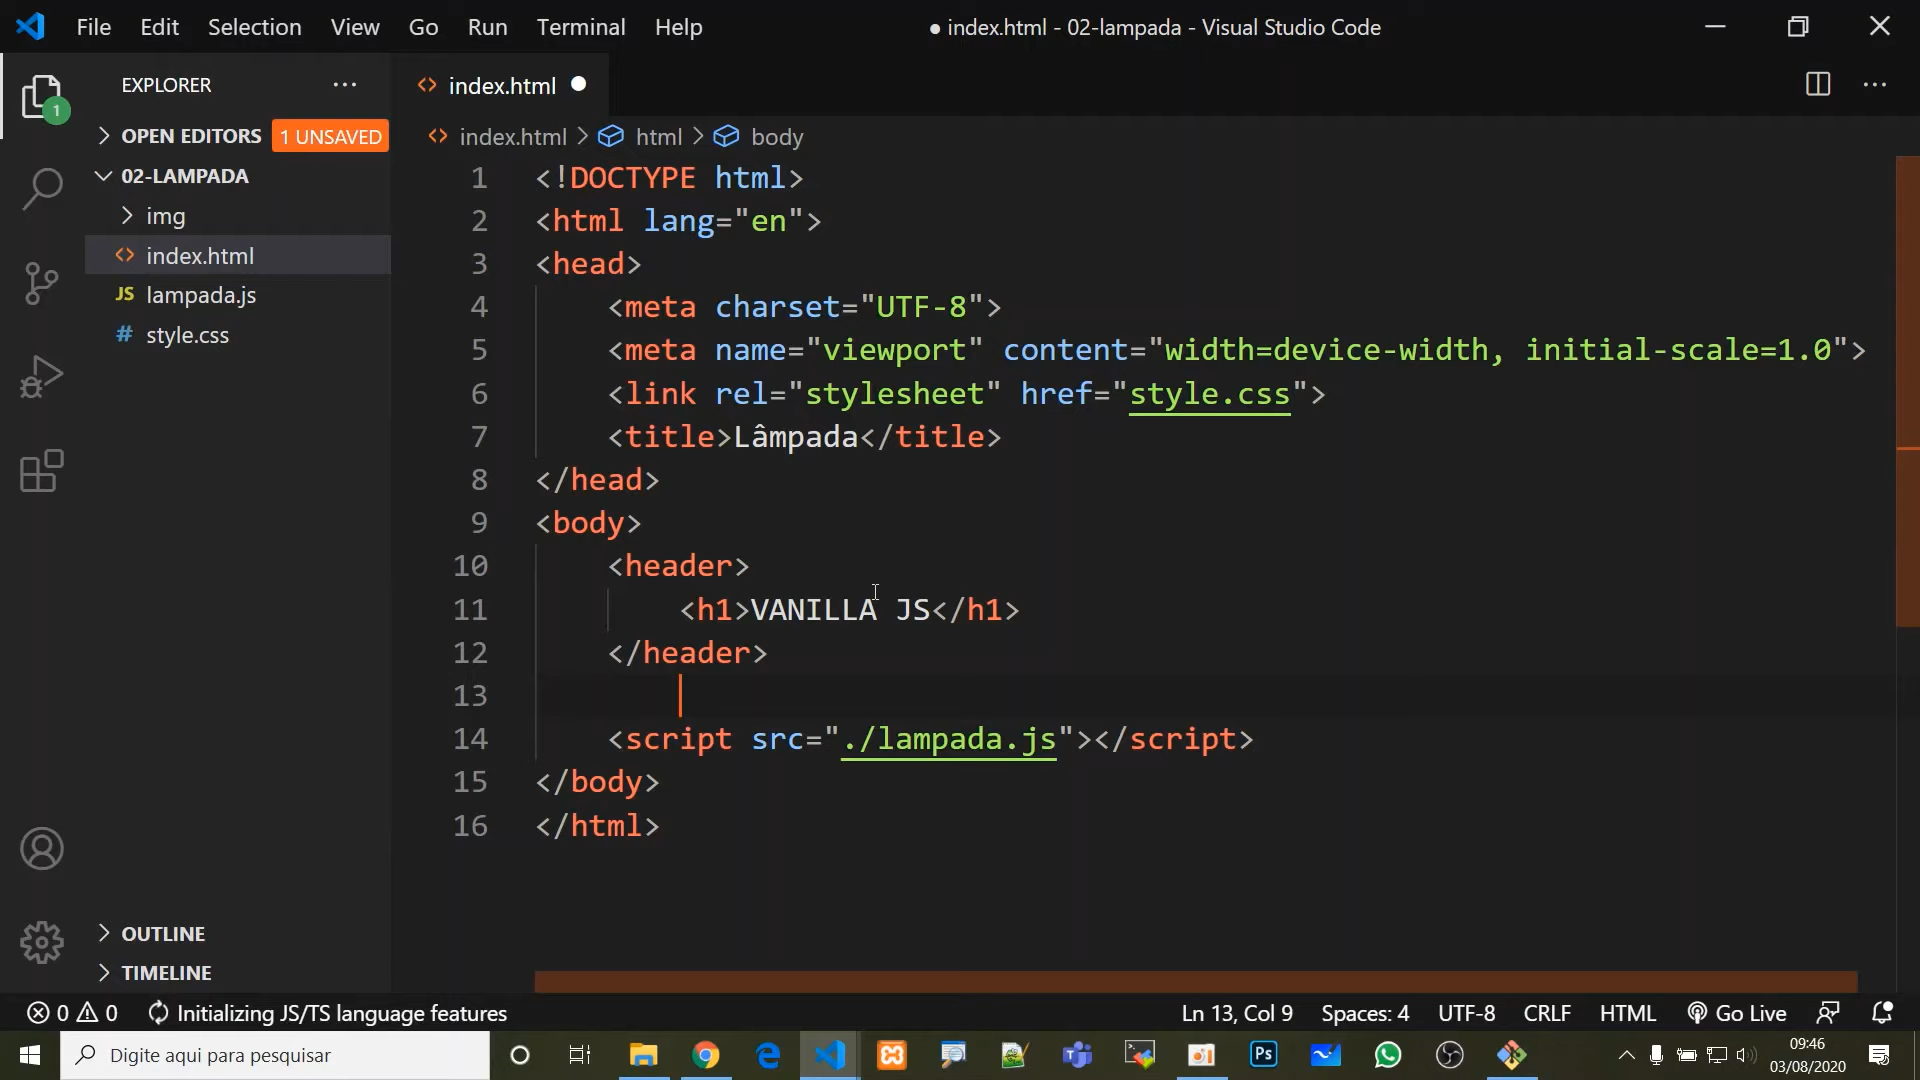 File Edit Selection View Go Run Terminal Help ● index.html - 02-lampada - Visual Studio Code
EXPLORER ···
index.html ●
OPEN EDITORS 1 UNSAVED
index.html > html > body
02-LAMPADA
img
index.html
JS lampada.js
# style.css
1
1 <!DOCTYPE html>
2 <html lang="en">
3 <head>
4 <meta charset="UTF-8">
5 <meta name="viewport" content="width=device-width, initial-scale=1.0">
6 <link rel="stylesheet" href="style.css">
7 <title>Lâmpada</title>
8 </head>
9 <body>
10 <header>
11 <h1>VANILLA JS</h1>
12 </header>
13
14 <script src="./lampada.js"></script>
15 </body>
16 </html>
OUTLINE
TIMELINE
0 0 Initializing JS/TS language features Ln 13, Col 9 Spaces: 4 UTF-8 CRLF HTML Go Live
Digite aqui para pesquisar
Ps
09:46
03/08/2020